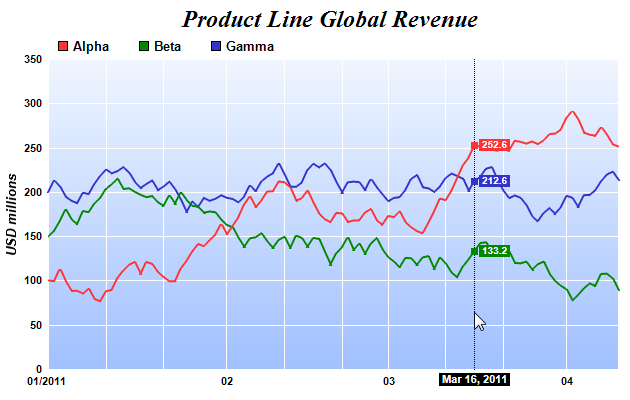 Product Line Global Revenue
Alpha Beta Gamma
USD millions
350
300
250
200
150
100
50
0
252.6
212.6
133.2
01/2011 02 03 Mar 16, 2011 04